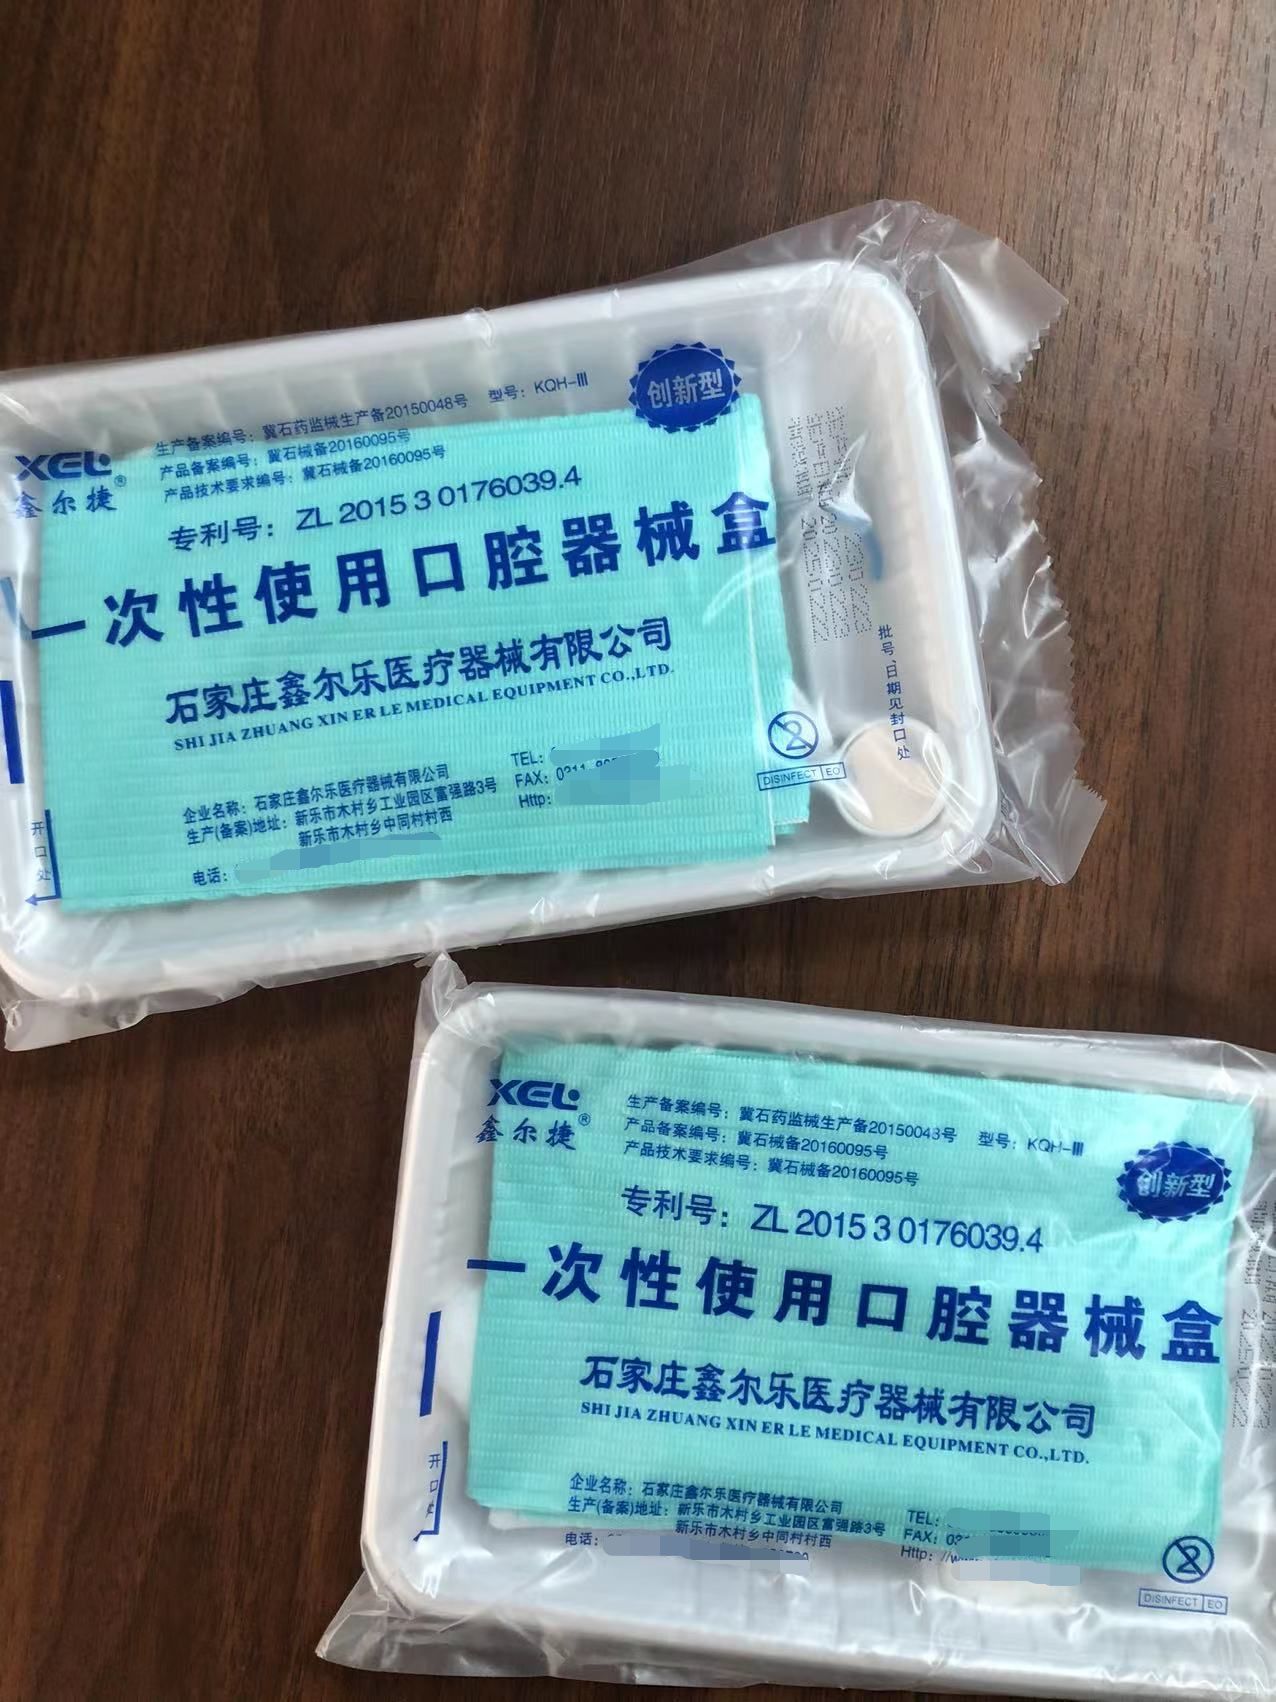 生产备案编号：冀石药监械生产备20150048号 型号：KQH-Ⅲ
产品备案编号：冀石械备20160095号
产品技术要求编号：冀石械备20160095号
创新型
XEL
鑫尔捷®
专利号：ZL 2015 3 0176039.4
一次性使用口腔器械盒
石家庄鑫尔乐医疗器械有限公司
SHI JIA ZHUANG XIN ER LE MEDICAL EQUIPMENT CO.,LTD.
企业名称：石家庄鑫尔乐医疗器械有限公司
生产(备案)地址：新乐市木村乡工业园区富强路3号
新乐市木村乡中同村村西
电话：
TEL:
FAX: 0311
Http:
批号、日期见封口处
2
DISINFECT EO
开口处
XEL
鑫尔捷®
生产备案编号：冀石药监械生产备20150048号 型号：KQH-Ⅲ
产品备案编号：冀石械备20160095号
产品技术要求编号：冀石械备20160095号
创新型
专利号：ZL 2015 3 0176039.4
一次性使用口腔器械盒
石家庄鑫尔乐医疗器械有限公司
SHI JIA ZHUANG XIN ER LE MEDICAL EQUIPMENT CO.,LTD.
企业名称：石家庄鑫尔乐医疗器械有限公司
生产(备案)地址：新乐市木村乡工业园区富强路3号
新乐市木村乡中同村村西
电话：
TEL:
FAX:
Http:
2
DISINFECT EO
开口处